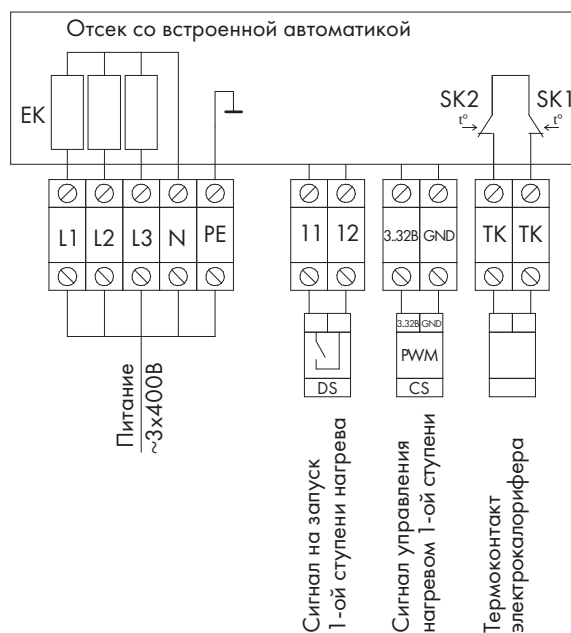 Отсек со встроенной автоматикой
EK
SK2
SK1
t°
t°
L1
L2
L3
N
PE
11
12
3..32В
GND
TK
TK
3..32В
GND
PWM
DS
CS
Питание
~3х400В
Сигнал на запуск
1-ой ступени нагрева
Сигнал управления
нагревом 1-ой ступени
Термоконтакт
электрокалорифера